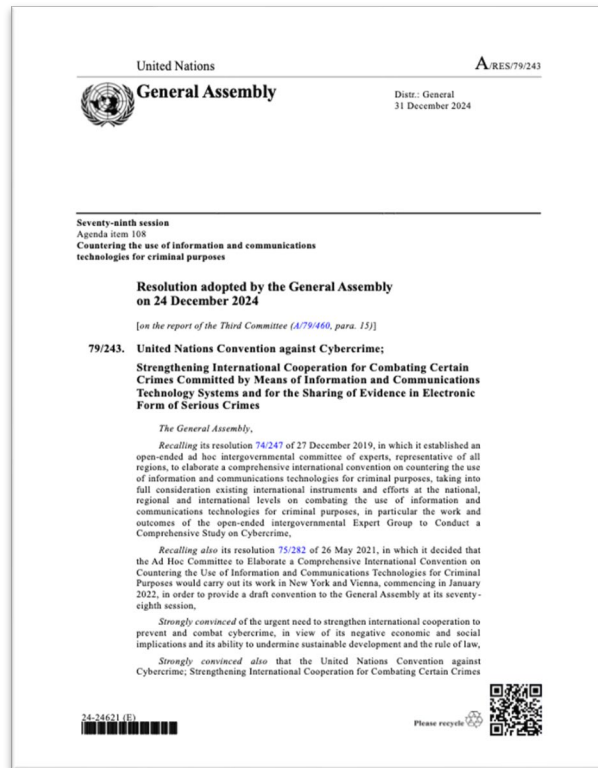 United Nations
A/RES/79/243
General Assembly
Distr.: General
31 December 2024
Seventy-ninth session
Agenda item 108
Countering the use of information and communications
technologies for criminal purposes
Resolution adopted by the General Assembly
on 24 December 2024
[on the report of the Third Committee (A/79/460, para. 15)]
79/243. United Nations Convention against Cybercrime;
Strengthening International Cooperation for Combating Certain
Crimes Committed by Means of Information and Communications
Technology Systems and for the Sharing of Evidence in Electronic
Form of Serious Crimes
The General Assembly,
Recalling its resolution 74/247 of 27 December 2019, in which it established an
open-ended ad hoc intergovernmental committee of experts, representative of all
regions, to elaborate a comprehensive international convention on countering the use
of information and communications technologies for criminal purposes, taking into
full consideration existing international instruments and efforts at the national,
regional and international levels on combating the use of information and
communications technologies for criminal purposes, in particular the work and
outcomes of the open-ended intergovernmental Expert Group to Conduct a
Comprehensive Study on Cybercrime,
Recalling also its resolution 75/282 of 26 May 2021, in which it decided that
the Ad Hoc Committee to Elaborate a Comprehensive International Convention on
Countering the Use of Information and Communications Technologies for Criminal
Purposes would carry out its work in New York and Vienna, commencing in January
2022, in order to provide a draft convention to the General Assembly at its seventy-
eighth session,
Strongly convinced of the urgent need to strengthen international cooperation to
prevent and combat cybercrime, in view of its negative economic and social
implications and its ability to undermine sustainable development and the rule of law,
Strongly convinced also that the United Nations Convention against
Cybercrime; Strengthening International Cooperation for Combating Certain Crimes
24-24621 (E)
Please recycle